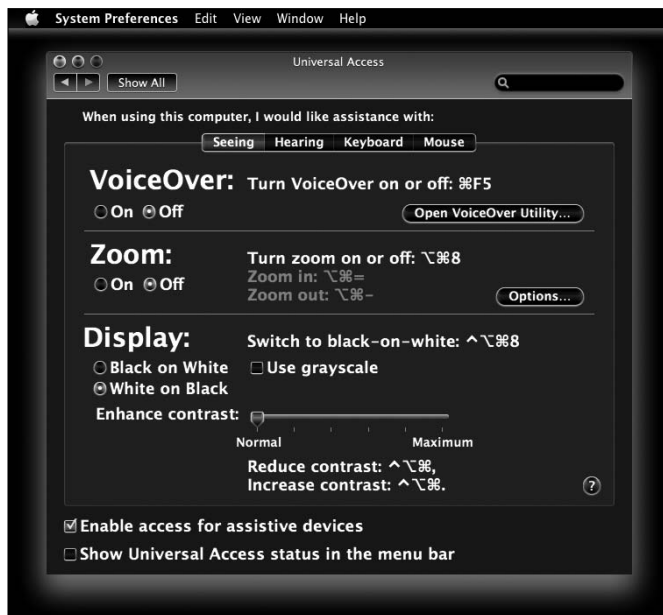 System Preferences Edit View Window Help
Universal Access
Show All
When using this computer, I would like assistance with:
Seeing Hearing Keyboard Mouse
VoiceOver: Turn VoiceOver on or off: ⌘F5
On Off
Open VoiceOver Utility...
Zoom: Turn zoom on or off: ⌥⌘8
On Off
Zoom in: ⌥⌘=
Zoom out: ⌥⌘-
Options...
Display: Switch to black-on-white: ^⌥⌘8
Black on White
Use grayscale
White on Black
Enhance contrast:
Normal Maximum
Reduce contrast: ^⌥⌘,
Increase contrast: ^⌥⌘.
?
Enable access for assistive devices
Show Universal Access status in the menu bar